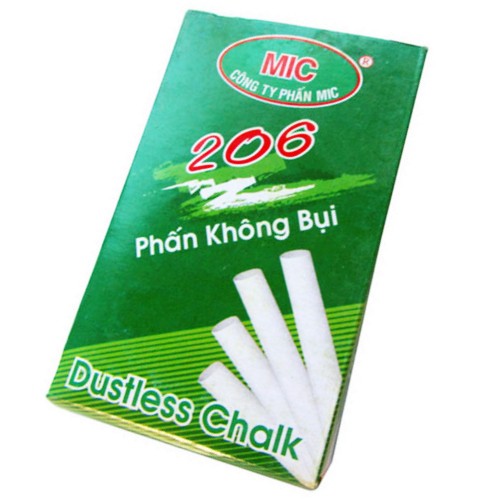 MIC
®
CÔNG TY PHẤN MIC
206
Phấn Không Bụi
Dustless Chalk